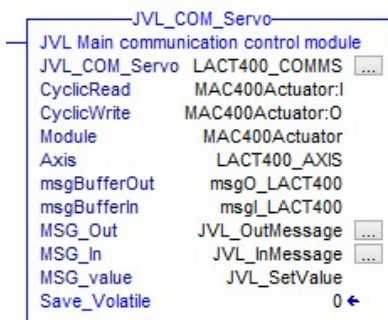 JVL_COM_Servo
JVL Main communication control module
JVL_COM_Servo LACT400_COMMS ...
CyclicRead MAC400Actuator:I
CyclicWrite MAC400Actuator:O
Module MAC400Actuator
Axis LACT400_AXIS
msgBufferOut msgO_LACT400
msgBufferIn msgI_LACT400
MSG_Out JVL_OutMessage ...
MSG_In JVL_InMessage ...
MSG_value JVL_SetValue
Save_Volatile 0